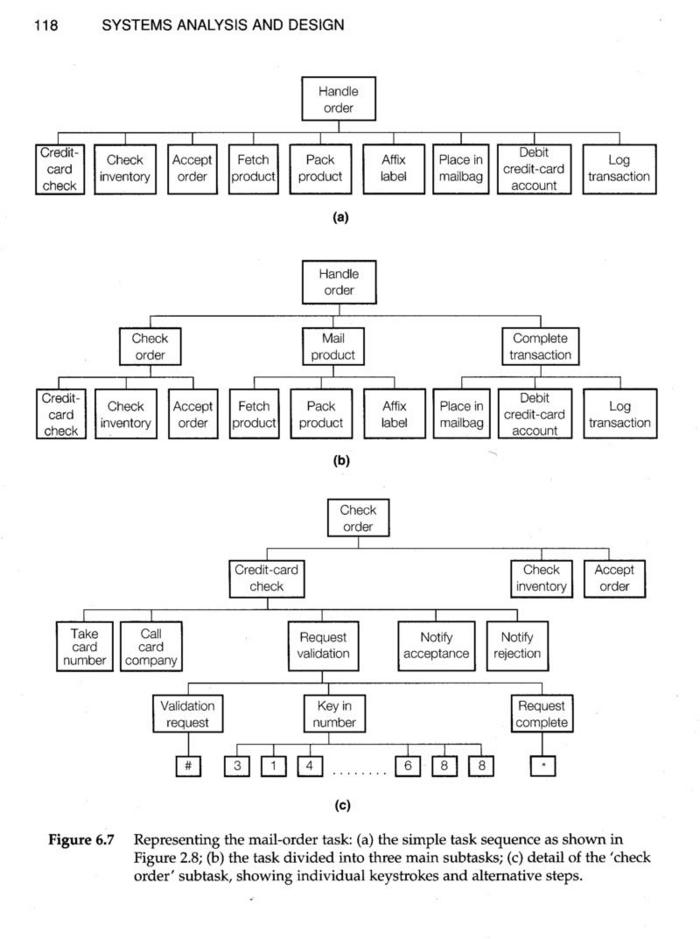 118 SYSTEMS ANALYSIS AND DESIGN
Handle
order
Credit-
card
check
Check
inventory
Accept
order
Fetch
product
Pack
product
Affix
label
Place in
mailbag
Debit
credit-card
account
Log
transaction
(a)
Handle
order
Check
order
Mail
product
Complete
transaction
Credit-
card
check
Check
inventory
Accept
order
Fetch
product
Pack
product
Affix
label
Place in
mailbag
Debit
credit-card
account
Log
transaction
(b)
Check
order
Credit-card
check
Check
inventory
Accept
order
Take
card
number
Call
card
company
Request
validation
Notify
acceptance
Notify
rejection
Validation
request
Key in
number
Request
complete
# 3 1 4 ........ 6 8 8 *
(c)
Figure 6.7 Representing the mail-order task: (a) the simple task sequence as shown in
Figure 2.8; (b) the task divided into three main subtasks; (c) detail of the 'check
order' subtask, showing individual keystrokes and alternative steps.